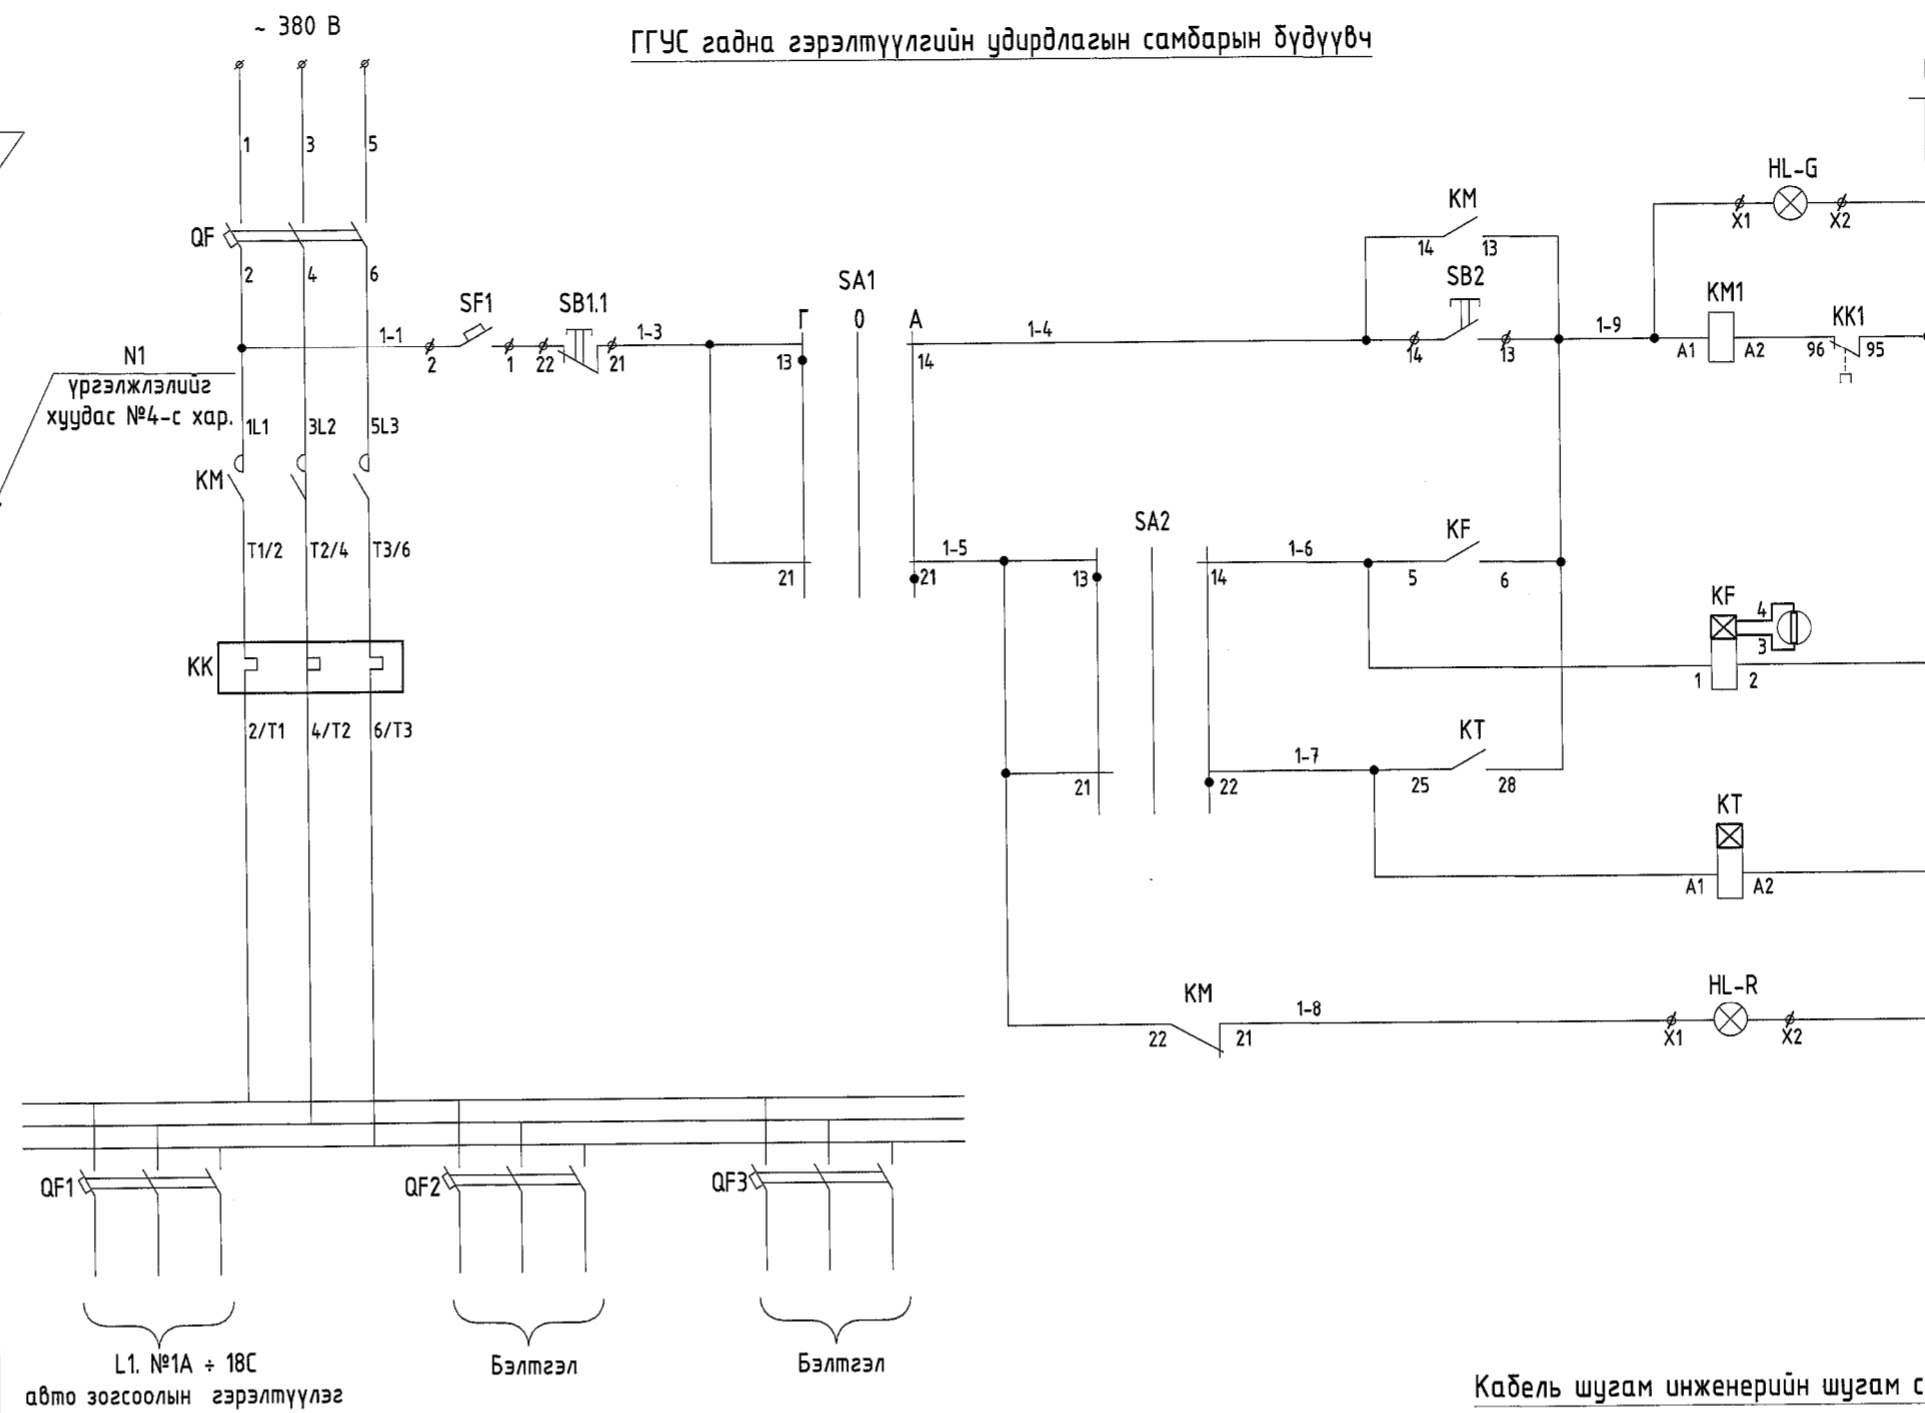 ~ 380 В
ГГУС гадна гэрэлтүүлгийн удирдлагын самбарын бүдүүвч
1 3 5
QF
2 4 6
N1
үргэлжлэлийг
хуудас №4-с хар.
1L1 3L2 5L3
KM
T1/2 T2/4 T3/6
KK
2/T1 4/T2 6/T3
1-1
SF1
2 1
SB1.1
22 21
1-3
SA1
Г 0 А
13 14
21 21
1-4
KM
14 13
SB2
14 13
1-9
HL-G
X1 X2
KM1
A1 A2
KK1
96 95
1-5
SA2
13 14
21 22
1-6
KF
5 6
KF
4
3
1 2
1-7
KT
25 28
KT
A1 A2
KM
22 21
1-8
HL-R
X1 X2
QF1 QF2 QF3
L1. №1А ÷ 18С
авто зогсоолын гэрэлтүүлэг
Бэлтгэл
Бэлтгэл
Кабель шугам инженерийн шугам с